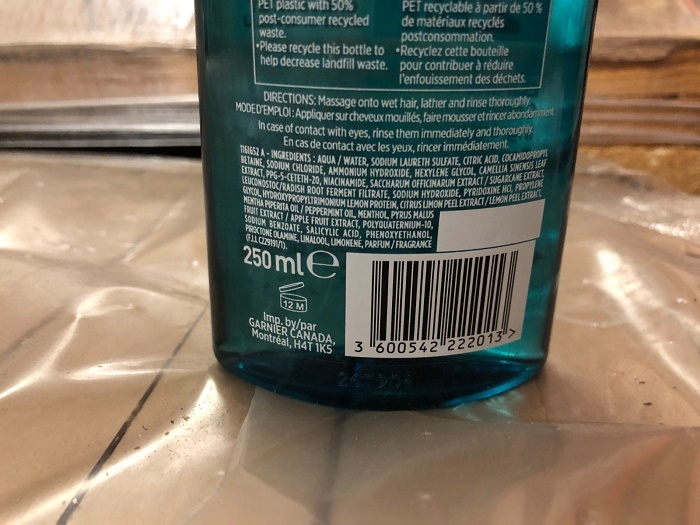 PET plastic with 50%
post-consumer recycled
waste.
•Please recycle this bottle to
help decrease landfill waste.
PET recyclable à partir de 50 %
de matériaux recyclés
postconsommation.
•Recyclez cette bouteille
pour contribuer à réduire
l'enfouissement des déchets.
DIRECTIONS: Massage onto wet hair, lather and rinse thoroughly.
MODE D'EMPLOI: Appliquer sur cheveux mouillés, faire mousser et rincer abondamment.
In case of contact with eyes, rinse them immediately and thoroughly.
En cas de contact avec les yeux, rincer immédiatement.
1161652 A - INGREDIENTS : AQUA / WATER, SODIUM LAURETH SULFATE, CITRIC ACID, COCAMIDOPROPYL
BETAINE, SODIUM CHLORIDE, AMMONIUM HYDROXIDE, HEXYLENE GLYCOL, CAMELLIA SINENSIS LEAF
EXTRACT, PPG-5-CETETH-20, NIACINAMIDE, SACCHARUM OFFICINARUM EXTRACT / SUGARCANE EXTRACT,
LEUCONOSTOC/RADISH ROOT FERMENT FILTRATE, SODIUM HYDROXIDE, PYRIDOXINE HCl, PROPYLENE
GLYCOL, HYDROXYPROPYLTRIMONIUM LEMON PROTEIN, CITRUS LIMON PEEL EXTRACT / LEMON PEEL EXTRACT,
MENTHA PIPERITA OIL / PEPPERMINT OIL, MENTHOL, PYRUS MALUS
FRUIT EXTRACT / APPLE FRUIT EXTRACT, POLYQUATERNIUM-10,
SODIUM BENZOATE, SALICYLIC ACID, PHENOXYETHANOL,
PIROCTONE OLAMINE, LINALOOL, LIMONENE, PARFUM / FRAGRANCE
(F.I.L. C229191/1).
250 ml ℮
12 M
Imp. by/par
GARNIER CANADA,
Montréal, H4T 1K5
3 600542 222013 >